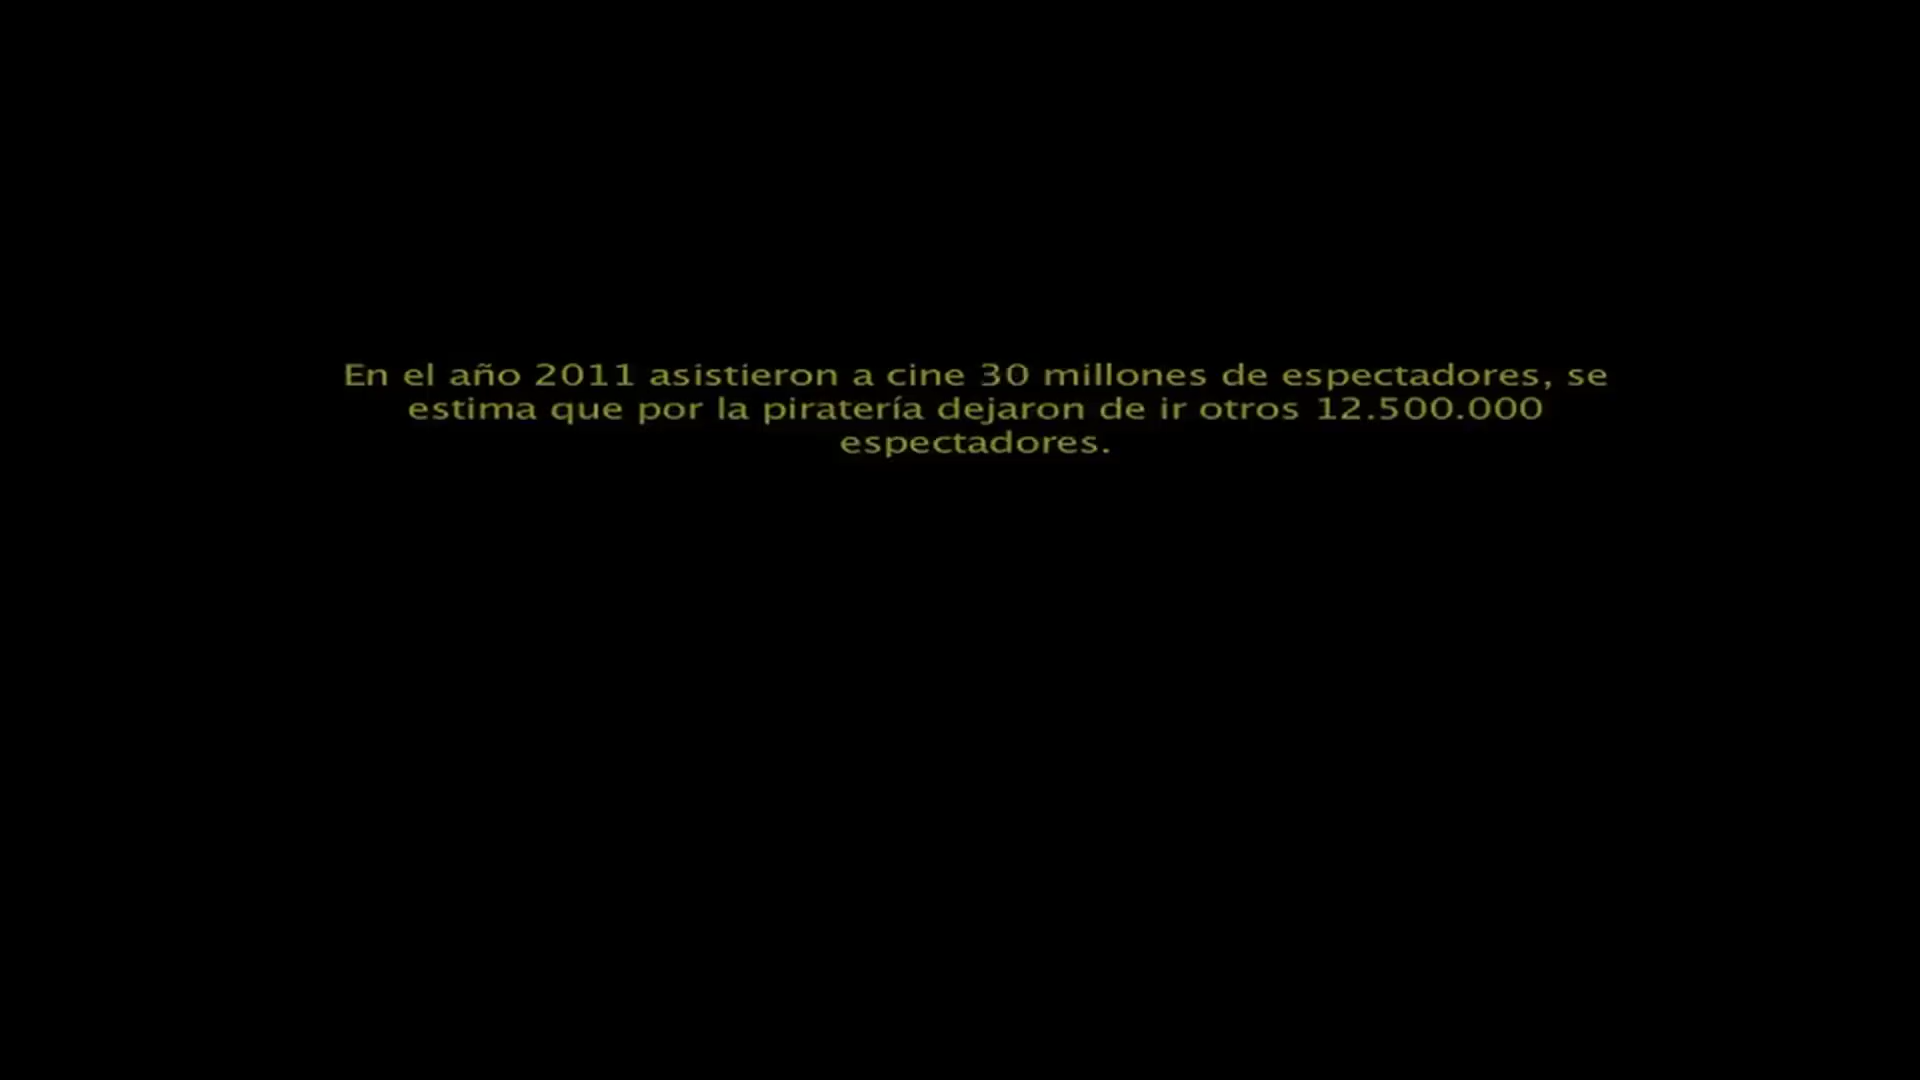 En el año 2011 asistieron a cine 30 millones de espectadores, se
estima que por la piratería dejaron de ir otros 12.500.000
espectadores.